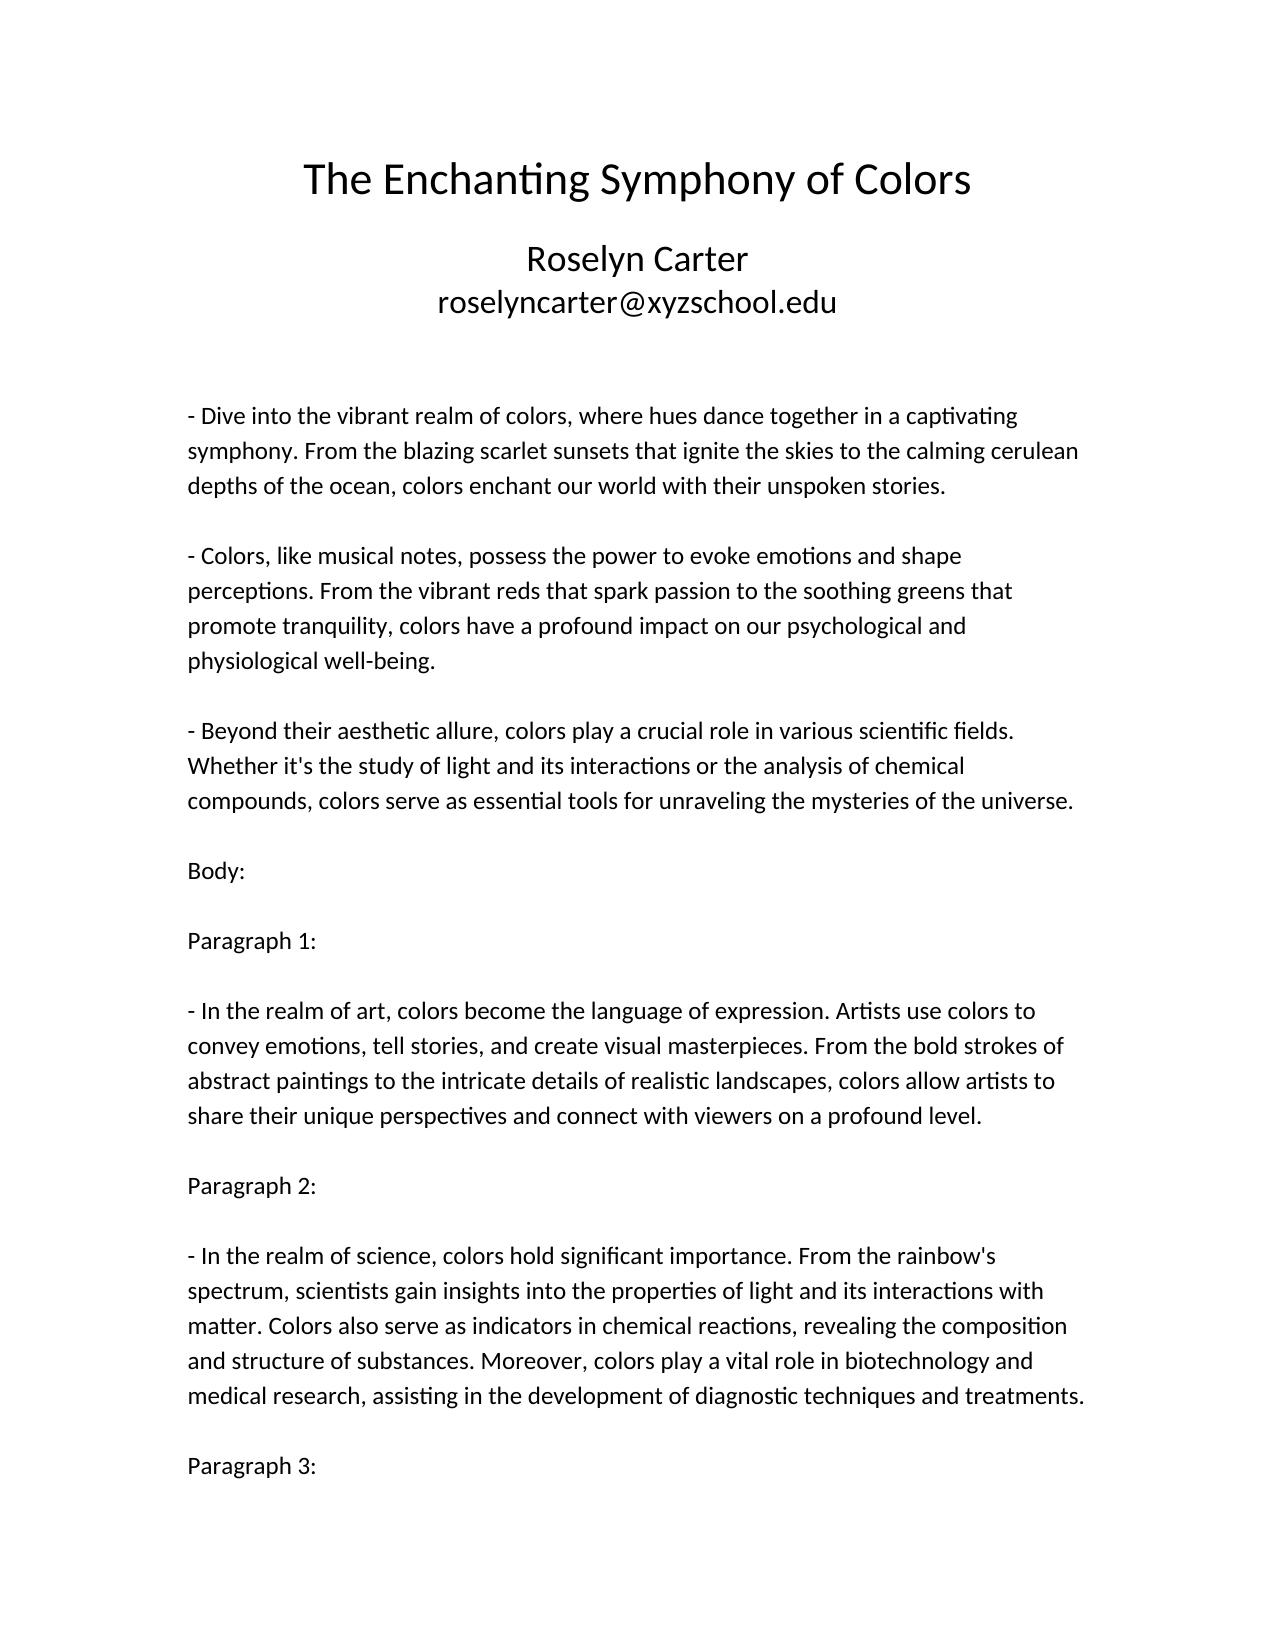 The Enchanting Symphony of Colors
Roselyn Carter
roselyncarter@xyzschool.edu
- Dive into the vibrant realm of colors, where hues dance together in a captivating
symphony. From the blazing scarlet sunsets that ignite the skies to the calming cerulean
depths of the ocean, colors enchant our world with their unspoken stories.
- Colors, like musical notes, possess the power to evoke emotions and shape
perceptions. From the vibrant reds that spark passion to the soothing greens that
promote tranquility, colors have a profound impact on our psychological and
physiological well-being.
- Beyond their aesthetic allure, colors play a crucial role in various scientific fields.
Whether it's the study of light and its interactions or the analysis of chemical
compounds, colors serve as essential tools for unraveling the mysteries of the universe.
Body:
Paragraph 1:
- In the realm of art, colors become the language of expression. Artists use colors to
convey emotions, tell stories, and create visual masterpieces. From the bold strokes of
abstract paintings to the intricate details of realistic landscapes, colors allow artists to
share their unique perspectives and connect with viewers on a profound level.
Paragraph 2:
- In the realm of science, colors hold significant importance. From the rainbow's
spectrum, scientists gain insights into the properties of light and its interactions with
matter. Colors also serve as indicators in chemical reactions, revealing the composition
and structure of substances. Moreover, colors play a vital role in biotechnology and
medical research, assisting in the development of diagnostic techniques and treatments.
Paragraph 3: